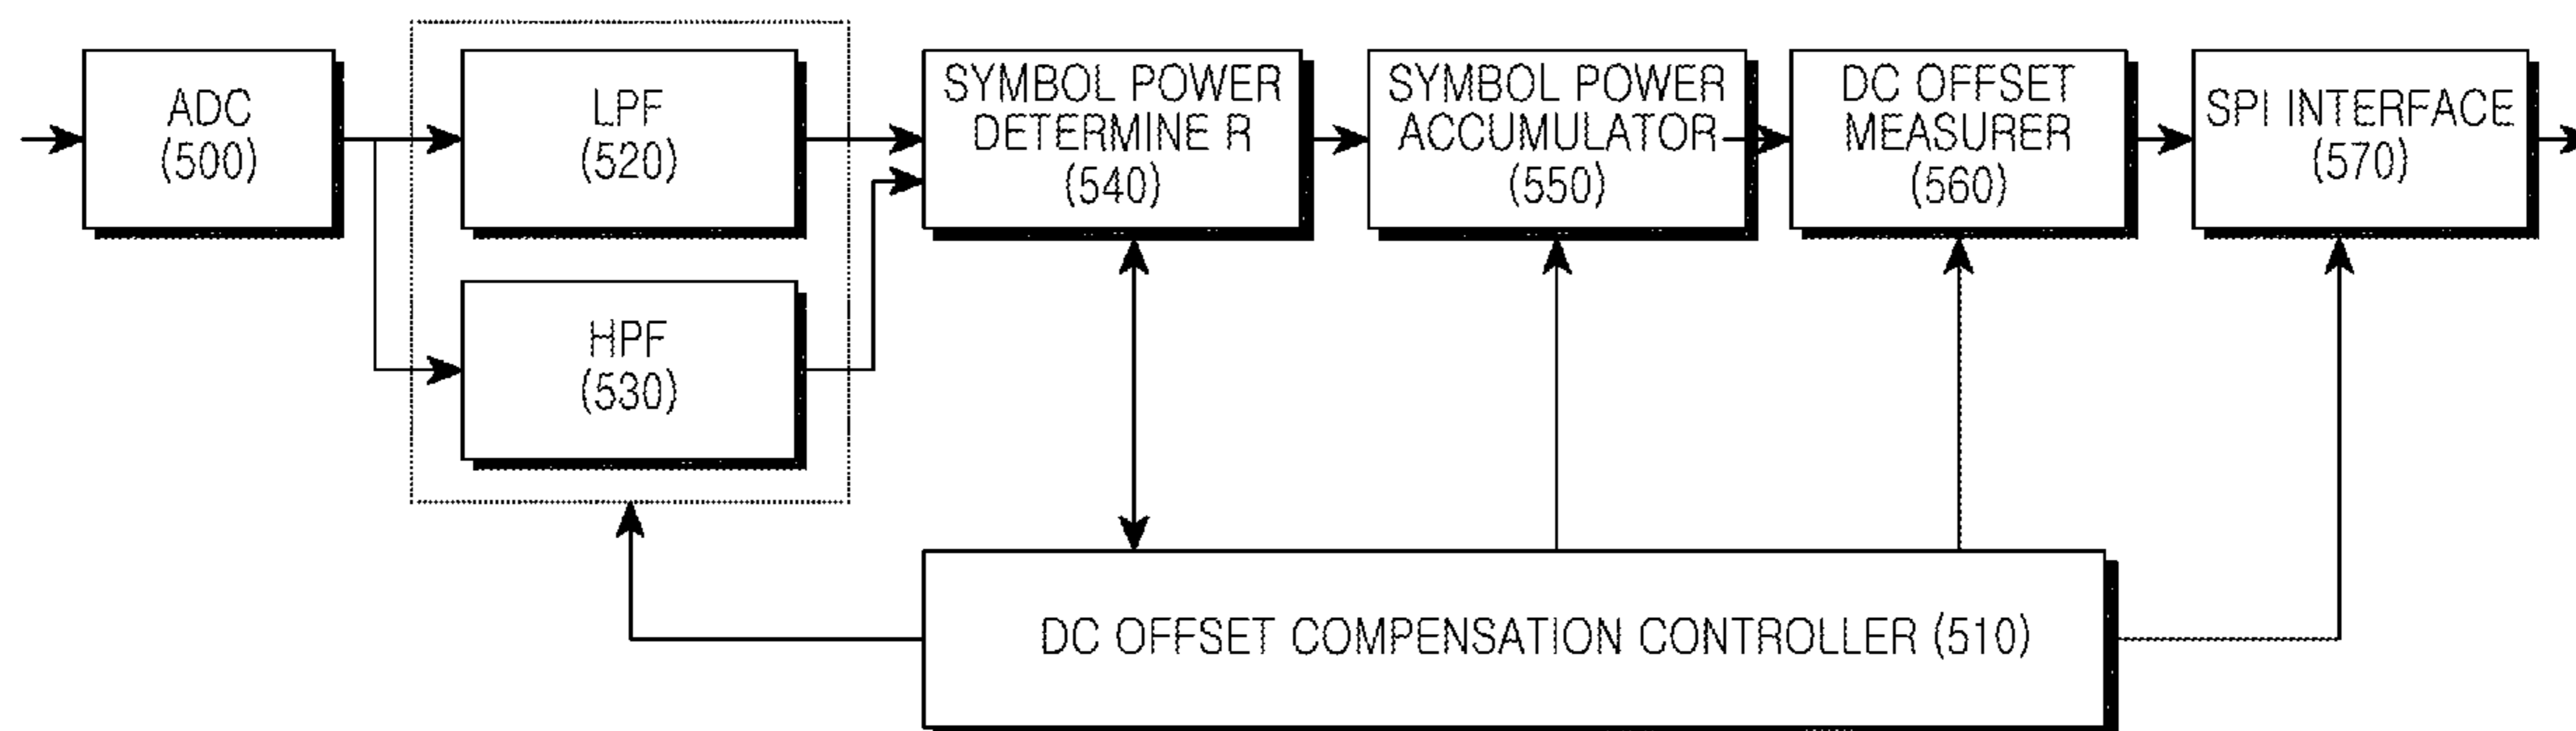 ADC
(500)
LPF
(520)
SYMBOL POWER
DETERMINE R
(540)
SYMBOL POWER
ACCUMULATOR
(550)
DC OFFSET
MEASURER
(560)
SPI INTERFACE
(570)
HPF
(530)
DC OFFSET COMPENSATION CONTROLLER (510)